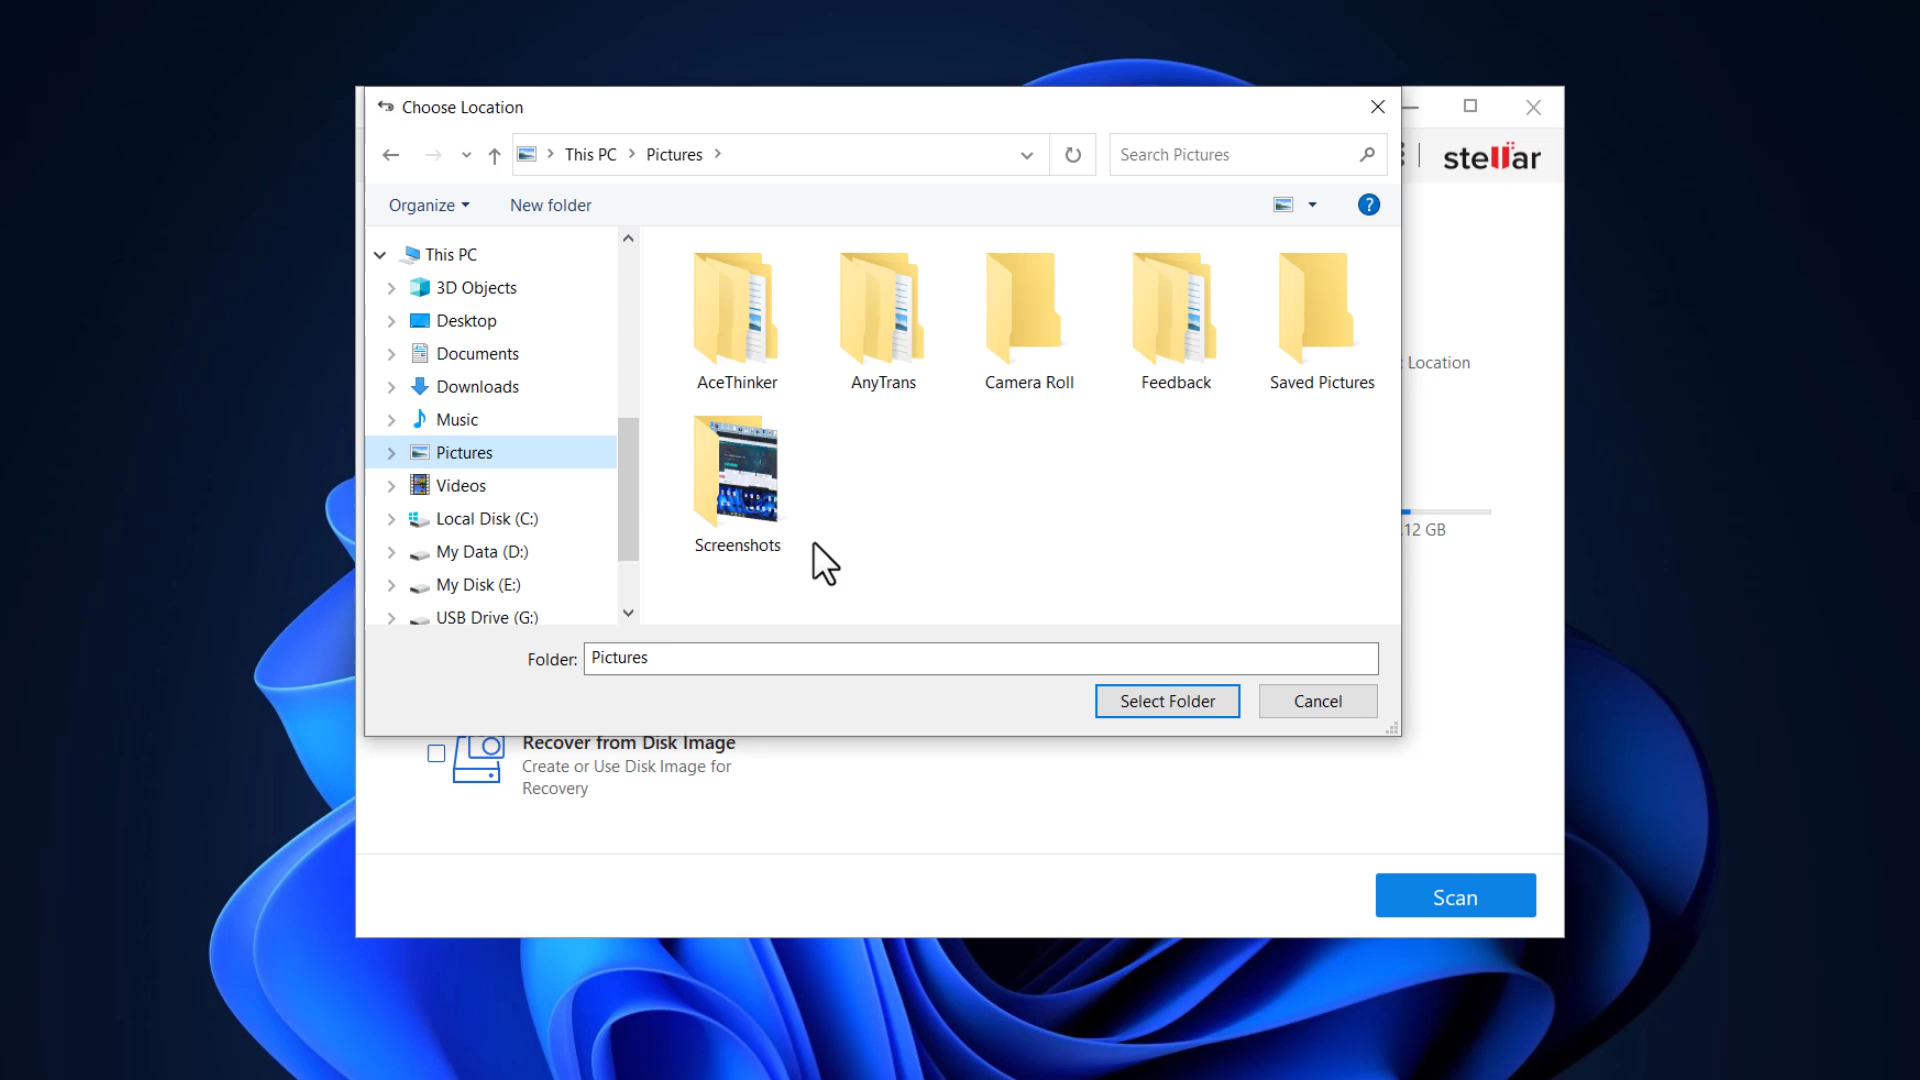 Choose Location
This PC
Pictures
Search Pictures
stellar
Organize
New folder
?
This PC
3D Objects
Desktop
Documents
Downloads
Music
Pictures
Videos
Local Disk (C:)
My Data (D:)
My Disk (E:)
USB Drive (G:)
AceThinker
AnyTrans
Camera Roll
Feedback
Saved Pictures
Screenshots
Location
.12 GB
Folder: Pictures
Select Folder
Cancel
Recover from Disk Image
Create or Use Disk Image for
Recovery
Scan